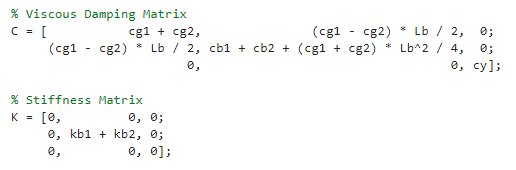 % Viscous Damping Matrix
C = [          cg1 + cg2,               (cg1 - cg2) * Lb / 2,  0;
     (cg1 - cg2) * Lb / 2, cb1 + cb2 + (cg1 + cg2) * Lb^2 / 4,  0;
                        0,                                  0, cy];
% Stiffness Matrix
K = [0,         0, 0;
     0, kb1 + kb2, 0;
     0,         0, 0];